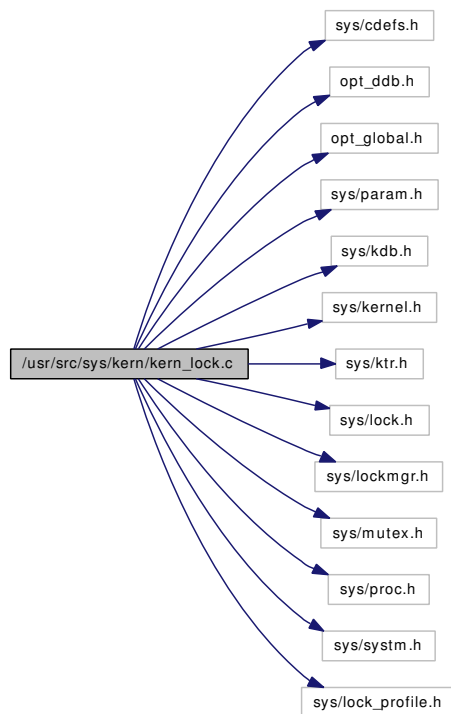 sys/cdefs.h
opt_ddb.h
opt_global.h
sys/param.h
sys/kdb.h
sys/kernel.h
/usr/src/sys/kern/kern_lock.c
sys/ktr.h
sys/lock.h
sys/lockmgr.h
sys/mutex.h
sys/proc.h
sys/systm.h
sys/lock_profile.h